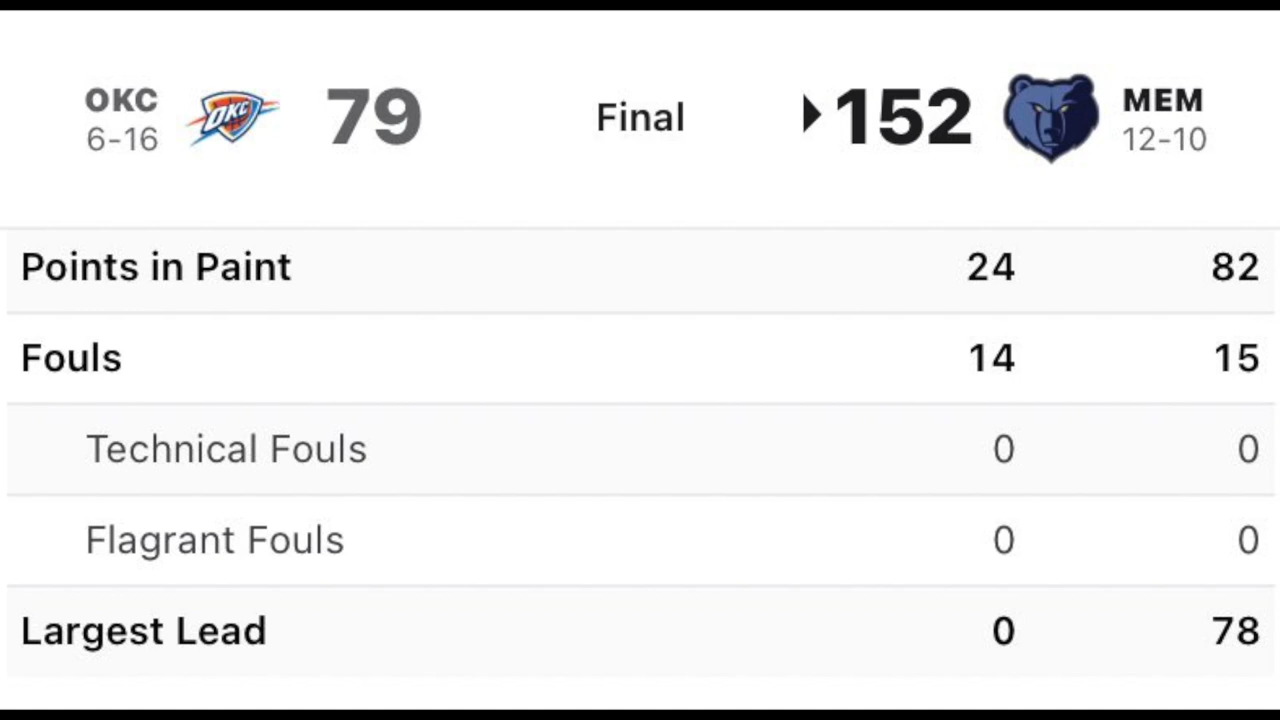 OKC 79 Final 152 MEM
6-16 OKC 12-10
Points in Paint 24 82
Fouls 14 15
Technical Fouls 0 0
Flagrant Fouls 0 0
Largest Lead 0 78